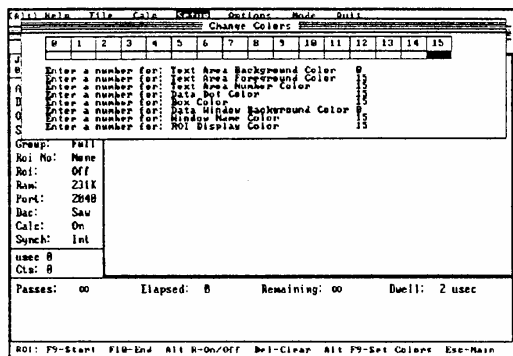 (Alt) Help File Calc Setup Options Mode Quit
Change Colors
0 1 2 3 4 5 6 7 8 9 10 11 12 13 14 15
Enter a number for: Text Area Background Color 0
Enter a number for: Text Area Foreground Color 15
Enter a number for: Text Area Number Color 15
Enter a number for: Data Dot Color 15
Enter a number for: Box Color 15
Enter a number for: Data Window Background Color 0
Enter a number for: Window Name Color 15
Enter a number for: ROI Display Color 15
Group: Full
Roi No: None
Roi: Off
Ram: 231K
Port: 2040
Dac: Saw
Calc: On
Synch: Int
usec 0
Cts: 0
Passes: ∞ Elapsed: 0 Remaining: ∞ Dwell: 2 usec
ROI: F9-Start F10-End Alt R-On/Off Del-Clear Alt F9-Set Colors Esc-Main